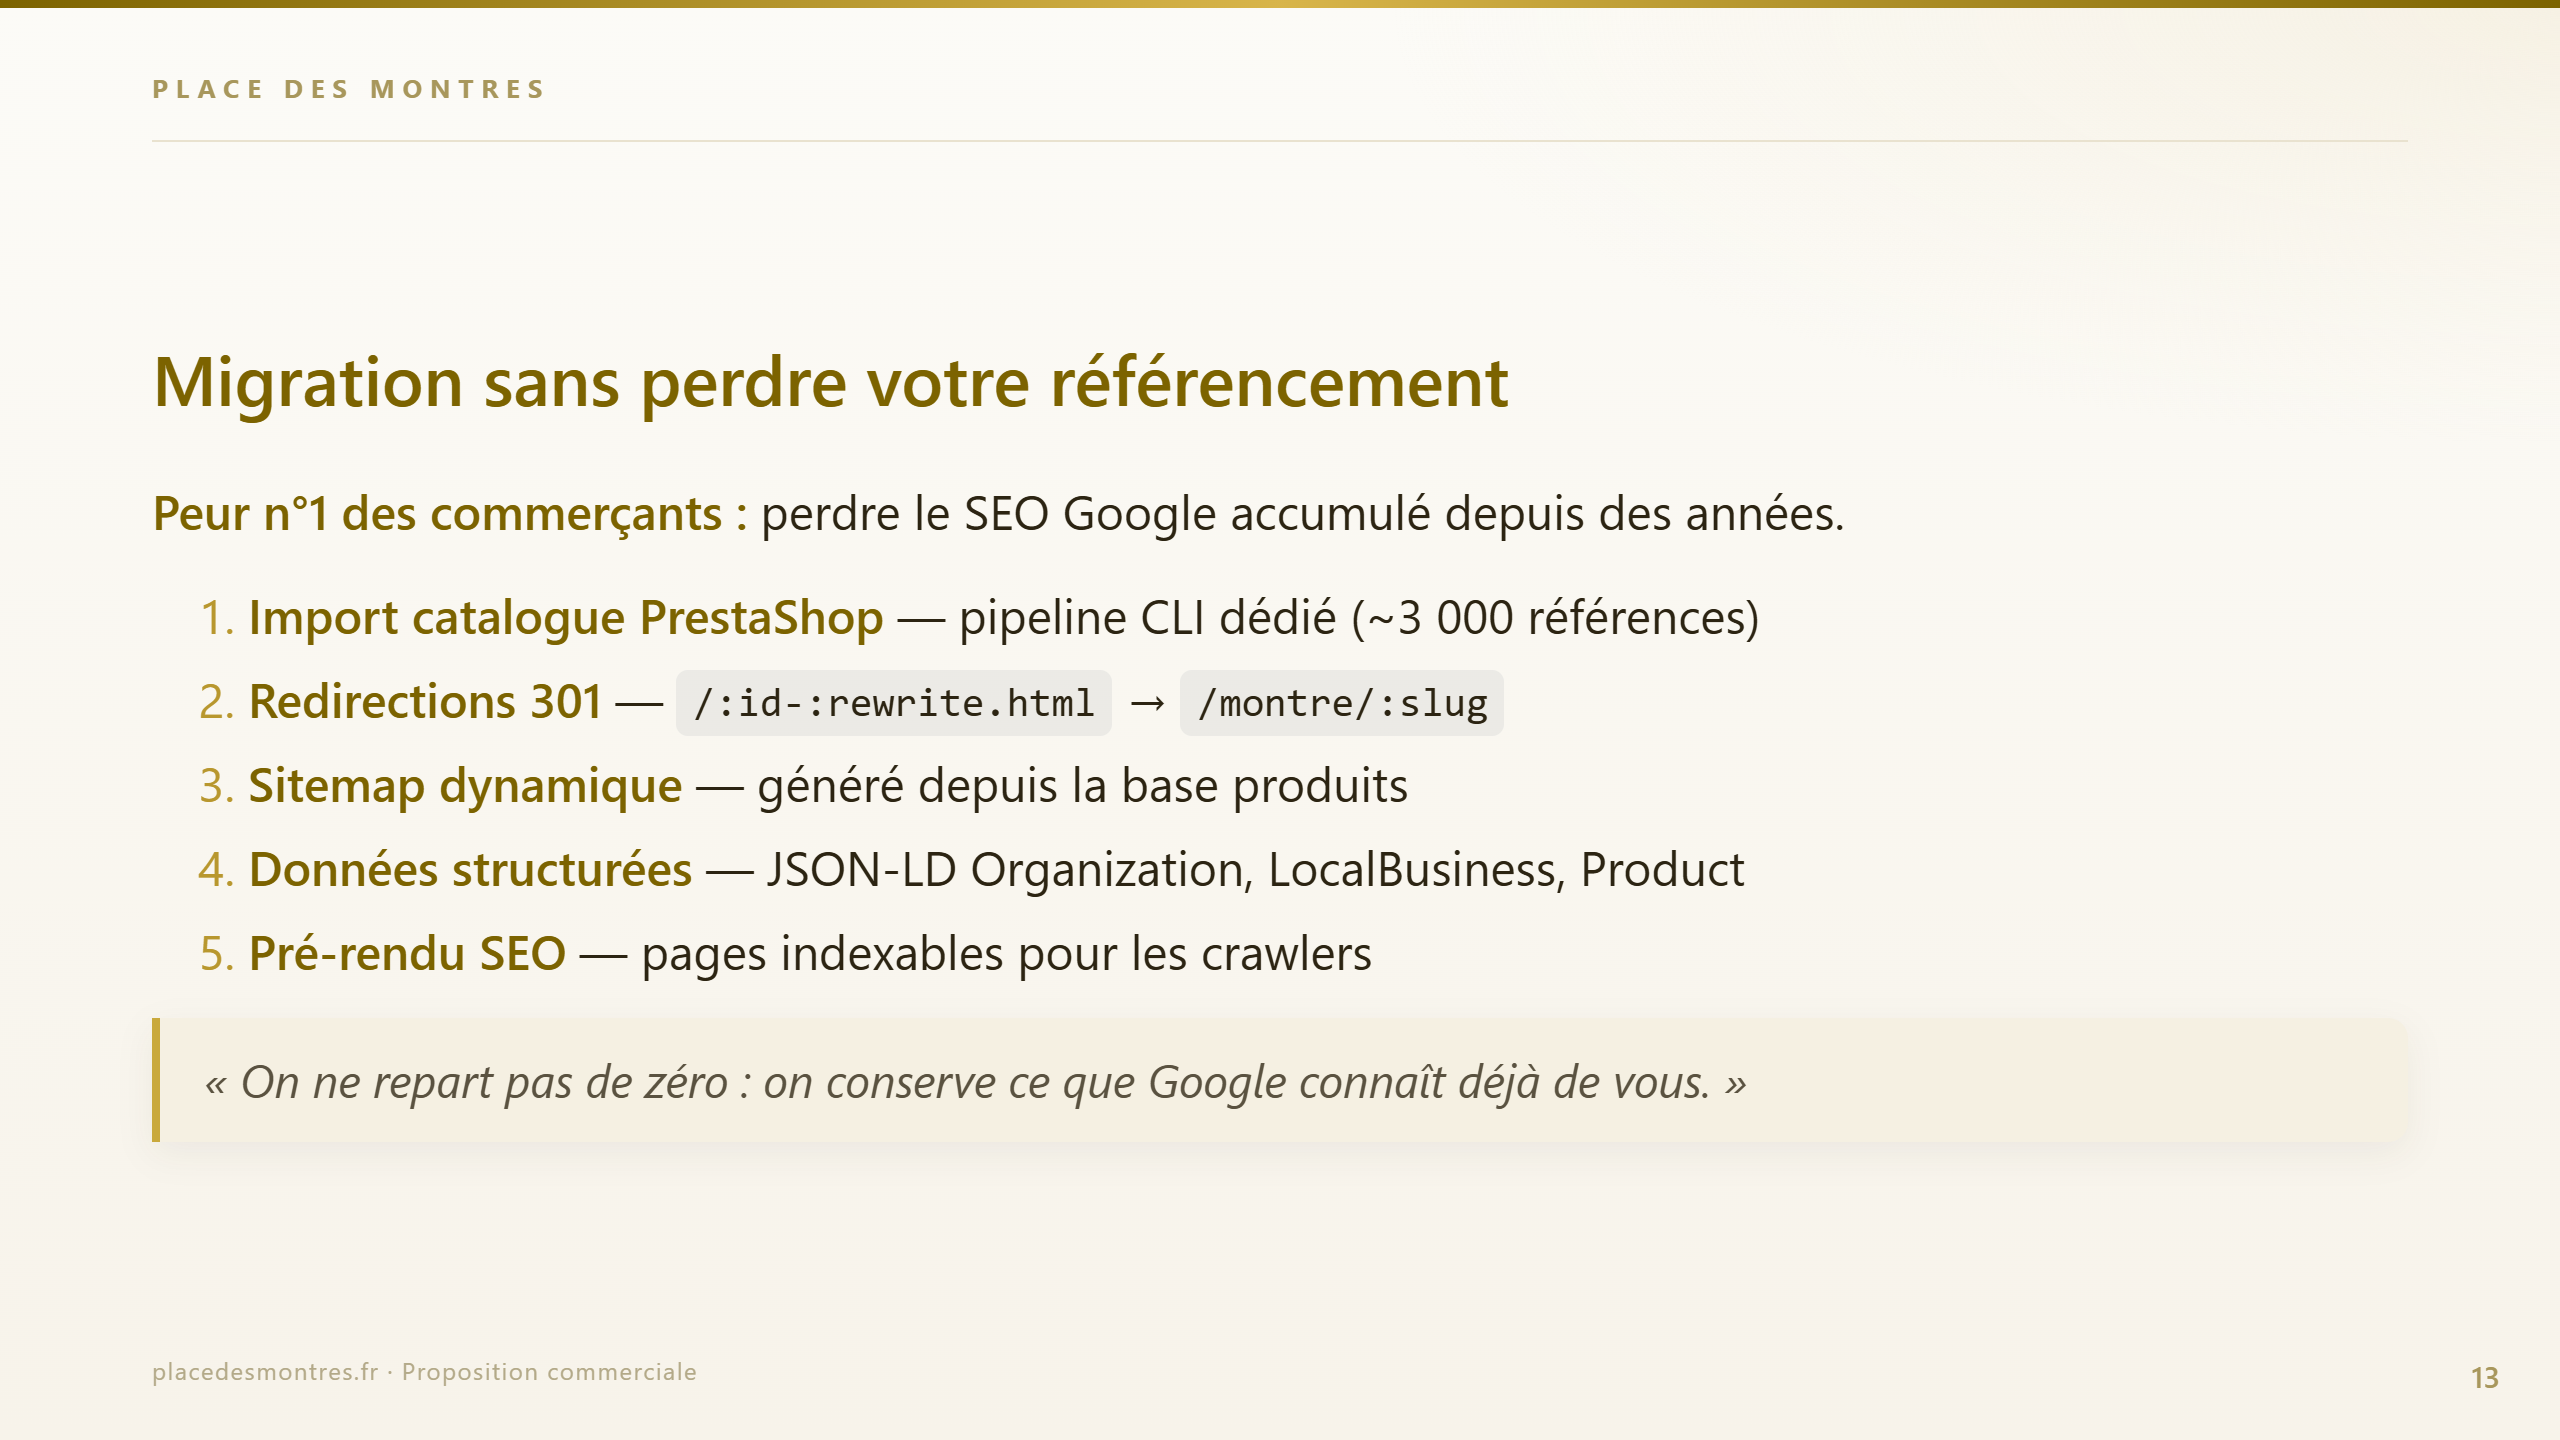 PLACE DES MONTRES
Migration sans perdre votre référencement
Peur n°1 des commerçants : perdre le SEO Google accumulé depuis des années.
1. Import catalogue PrestaShop — pipeline CLI dédié (~3 000 références)
2. Redirections 301 — /:id-:rewrite.html → /montre/:slug
3. Sitemap dynamique — généré depuis la base produits
4. Données structurées — JSON-LD Organization, LocalBusiness, Product
5. Pré-rendu SEO — pages indexables pour les crawlers
« On ne repart pas de zéro : on conserve ce que Google connaît déjà de vous. »
placedesmontres.fr · Proposition commerciale
13